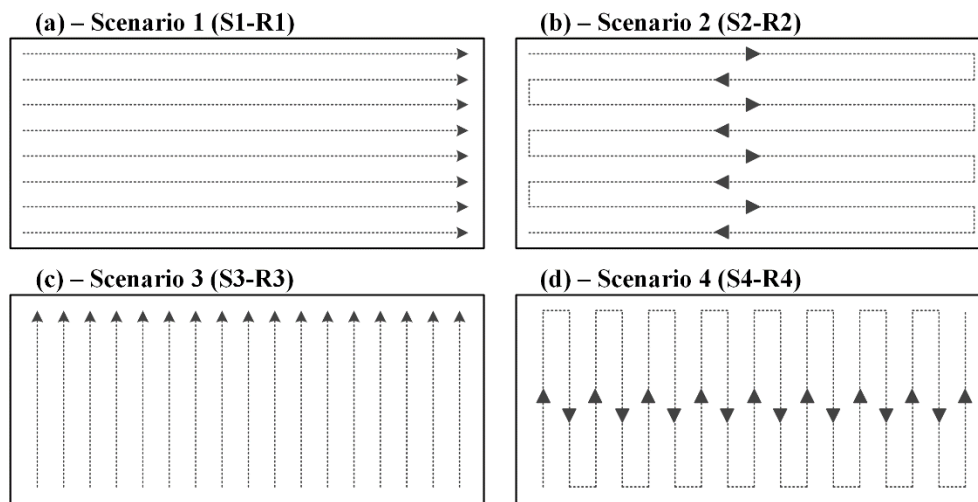 (a) – Scenario 1 (S1-R1)
(b) – Scenario 2 (S2-R2)
(c) – Scenario 3 (S3-R3)
(d) – Scenario 4 (S4-R4)